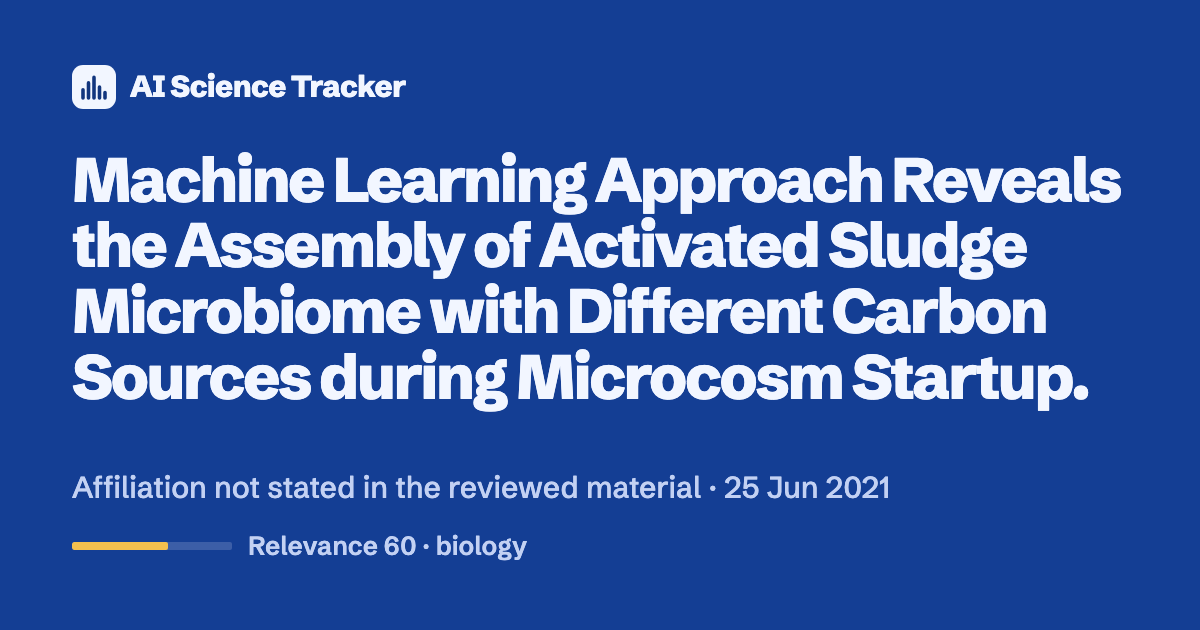 AI Science Tracker
Machine Learning Approach Reveals
the Assembly of Activated Sludge
Microbiome with Different Carbon
Sources during Microcosm Startup.
Affiliation not stated in the reviewed material · 25 Jun 2021
Relevance 60 · biology